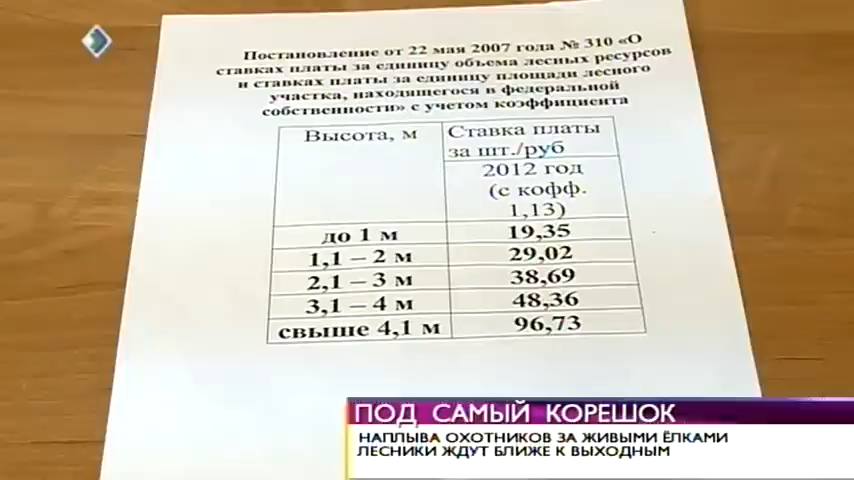 Постановление от 22 мая 2007 года № 310 «О
ставках платы за единицу объема лесных ресурсов
и ставках платы за единицу площади лесного
участка, находящегося в федеральной
собственности» с учетом коэффициента
Высота, м
Ставка платы
за шт./руб
2012 год
(с кофф.
1,13)
до 1 м 19,35
1,1 – 2 м 29,02
2,1 – 3 м 38,69
3,1 – 4 м 48,36
свыше 4,1 м 96,73
ПОД САМЫЙ КОРЕШОК
НАПЛЫВА ОХОТНИКОВ ЗА ЖИВЫМИ ЁЛКАМИ
ЛЕСНИКИ ЖДУТ БЛИЖЕ К ВЫХОДНЫМ